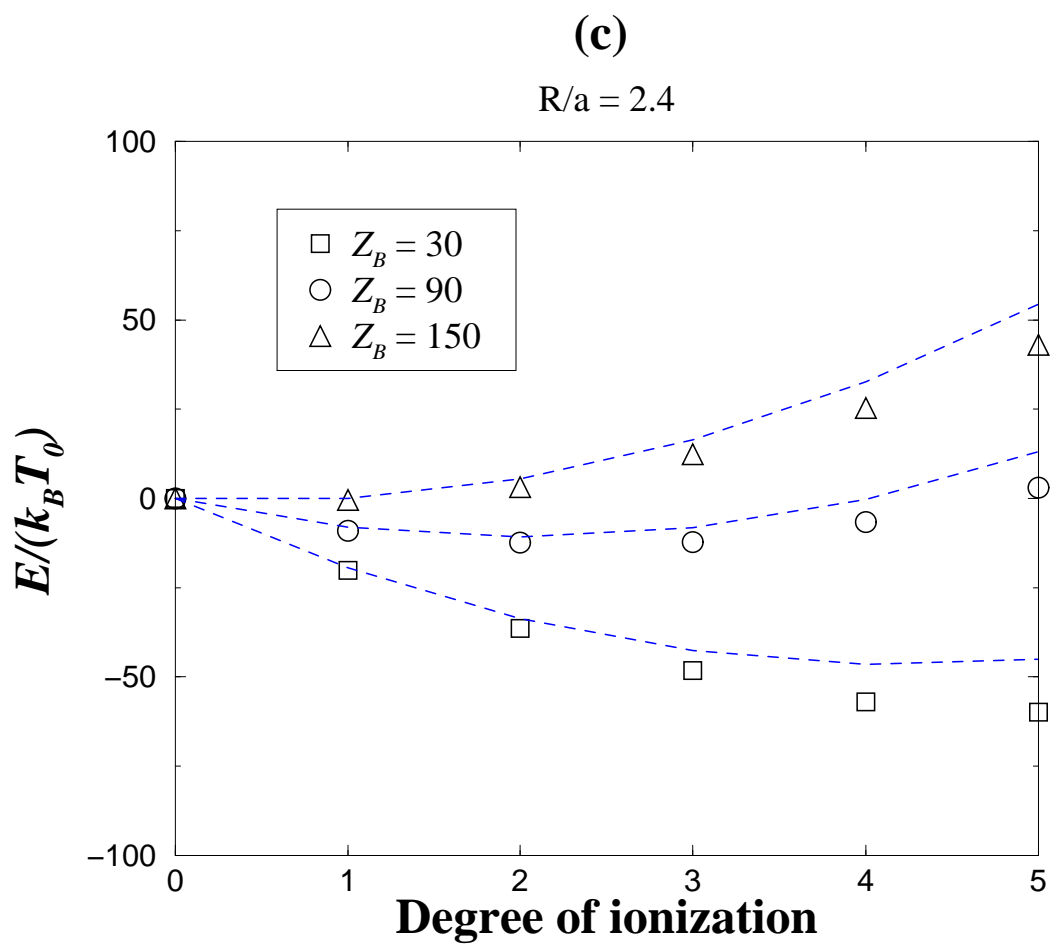 (c)
R/a = 2.4
100
50
0
−50
−100
E/(k_B T_0)
Z_B = 30
Z_B = 90
Z_B = 150
0 1 2 3 4 5
Degree of ionization